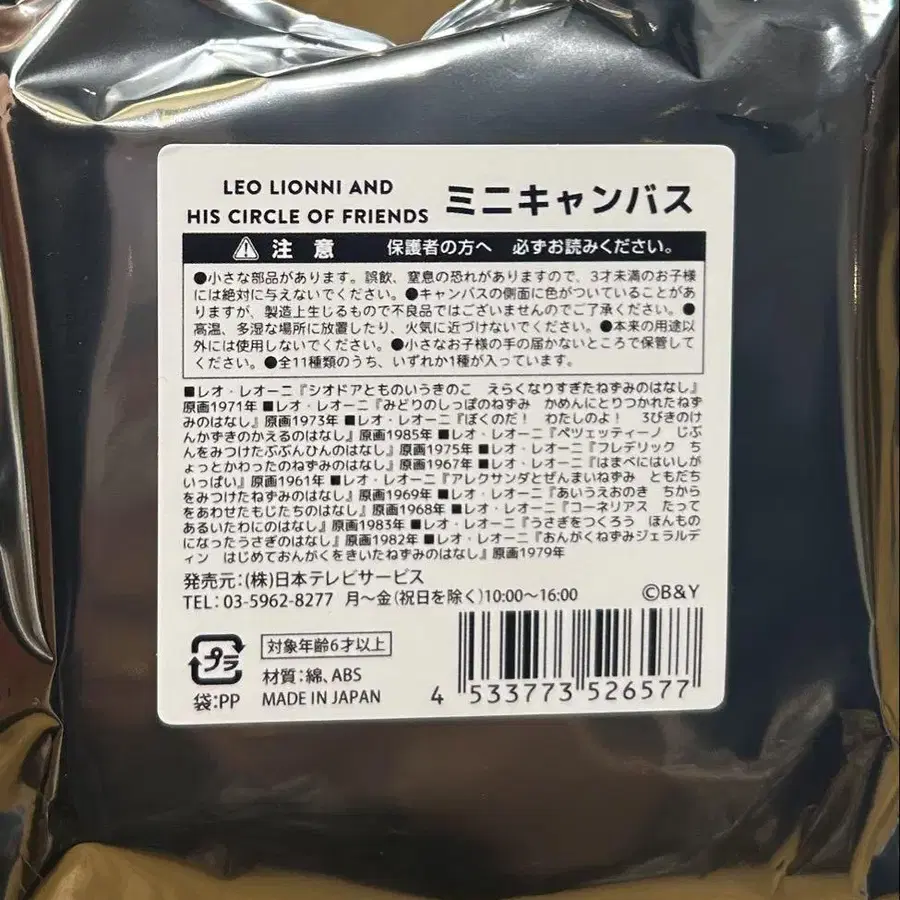 LEO LIONNI AND
HIS CIRCLE OF FRIENDS
ミニキャンバス
注意 保護者の方へ 必ずお読みください。
●小さな部品があります。誤飲、窒息の恐れがありますので、3才未満のお子様
には絶対に与えないでください。●キャンバスの側面に色がついていることがあ
りますが、製造上生じるもので不良品ではございませんのでご了承ください。●
高温、多湿な場所に放置したり、火気に近づけないでください。●本来の用途以
外には使用しないでください。●小さなお子様の手の届かないところで保管して
ください。●全11種類のうち、いずれか1種が入っています。
■レオ・レオーニ『シオドアとものいうきのこ えらくなりすぎたねずみのはなし』
原画1971年 ■レオ・レオーニ『みどりのしっぽのねずみ かめんにとりつかれたねず
みのはなし』原画1973年 ■レオ・レオーニ『ぼくのだ! わたしのよ! 3びきのけ
んかずきのかえるのはなし』原画1985年 ■レオ・レオーニ『ペツェッティーノ じぶ
んをみつけたぶぶんひんのはなし』原画1975年 ■レオ・レオーニ『フレデリック ち
ょっとかわったのねずみのはなし』原画1967年 ■レオ・レオーニ『はまべにはいしが
いっぱい』原画1961年 ■レオ・レオーニ『アレクサンダとぜんまいねずみ ともだち
をみつけたねずみのはなし』原画1969年 ■レオ・レオーニ『あいうえおのき ちから
をあわせたもじたちのはなし』原画1968年 ■レオ・レオーニ『コーネリアス たって
あるいたわにのはなし』原画1983年 ■レオ・レオーニ『うさぎをつくろう ほんもの
になったうさぎのはなし』原画1982年 ■レオ・レオーニ『おんがくねずみジェラルディ
ン はじめておんがくをきいたねずみのはなし』原画1979年
発売元:(株)日本テレビサービス
TEL:03-5962-8277 月～金(祝日を除く)10:00～16:00
©B&Y
プラ
袋:PP
対象年齢6才以上
材質:綿、ABS
MADE IN JAPAN
4 533773 526577